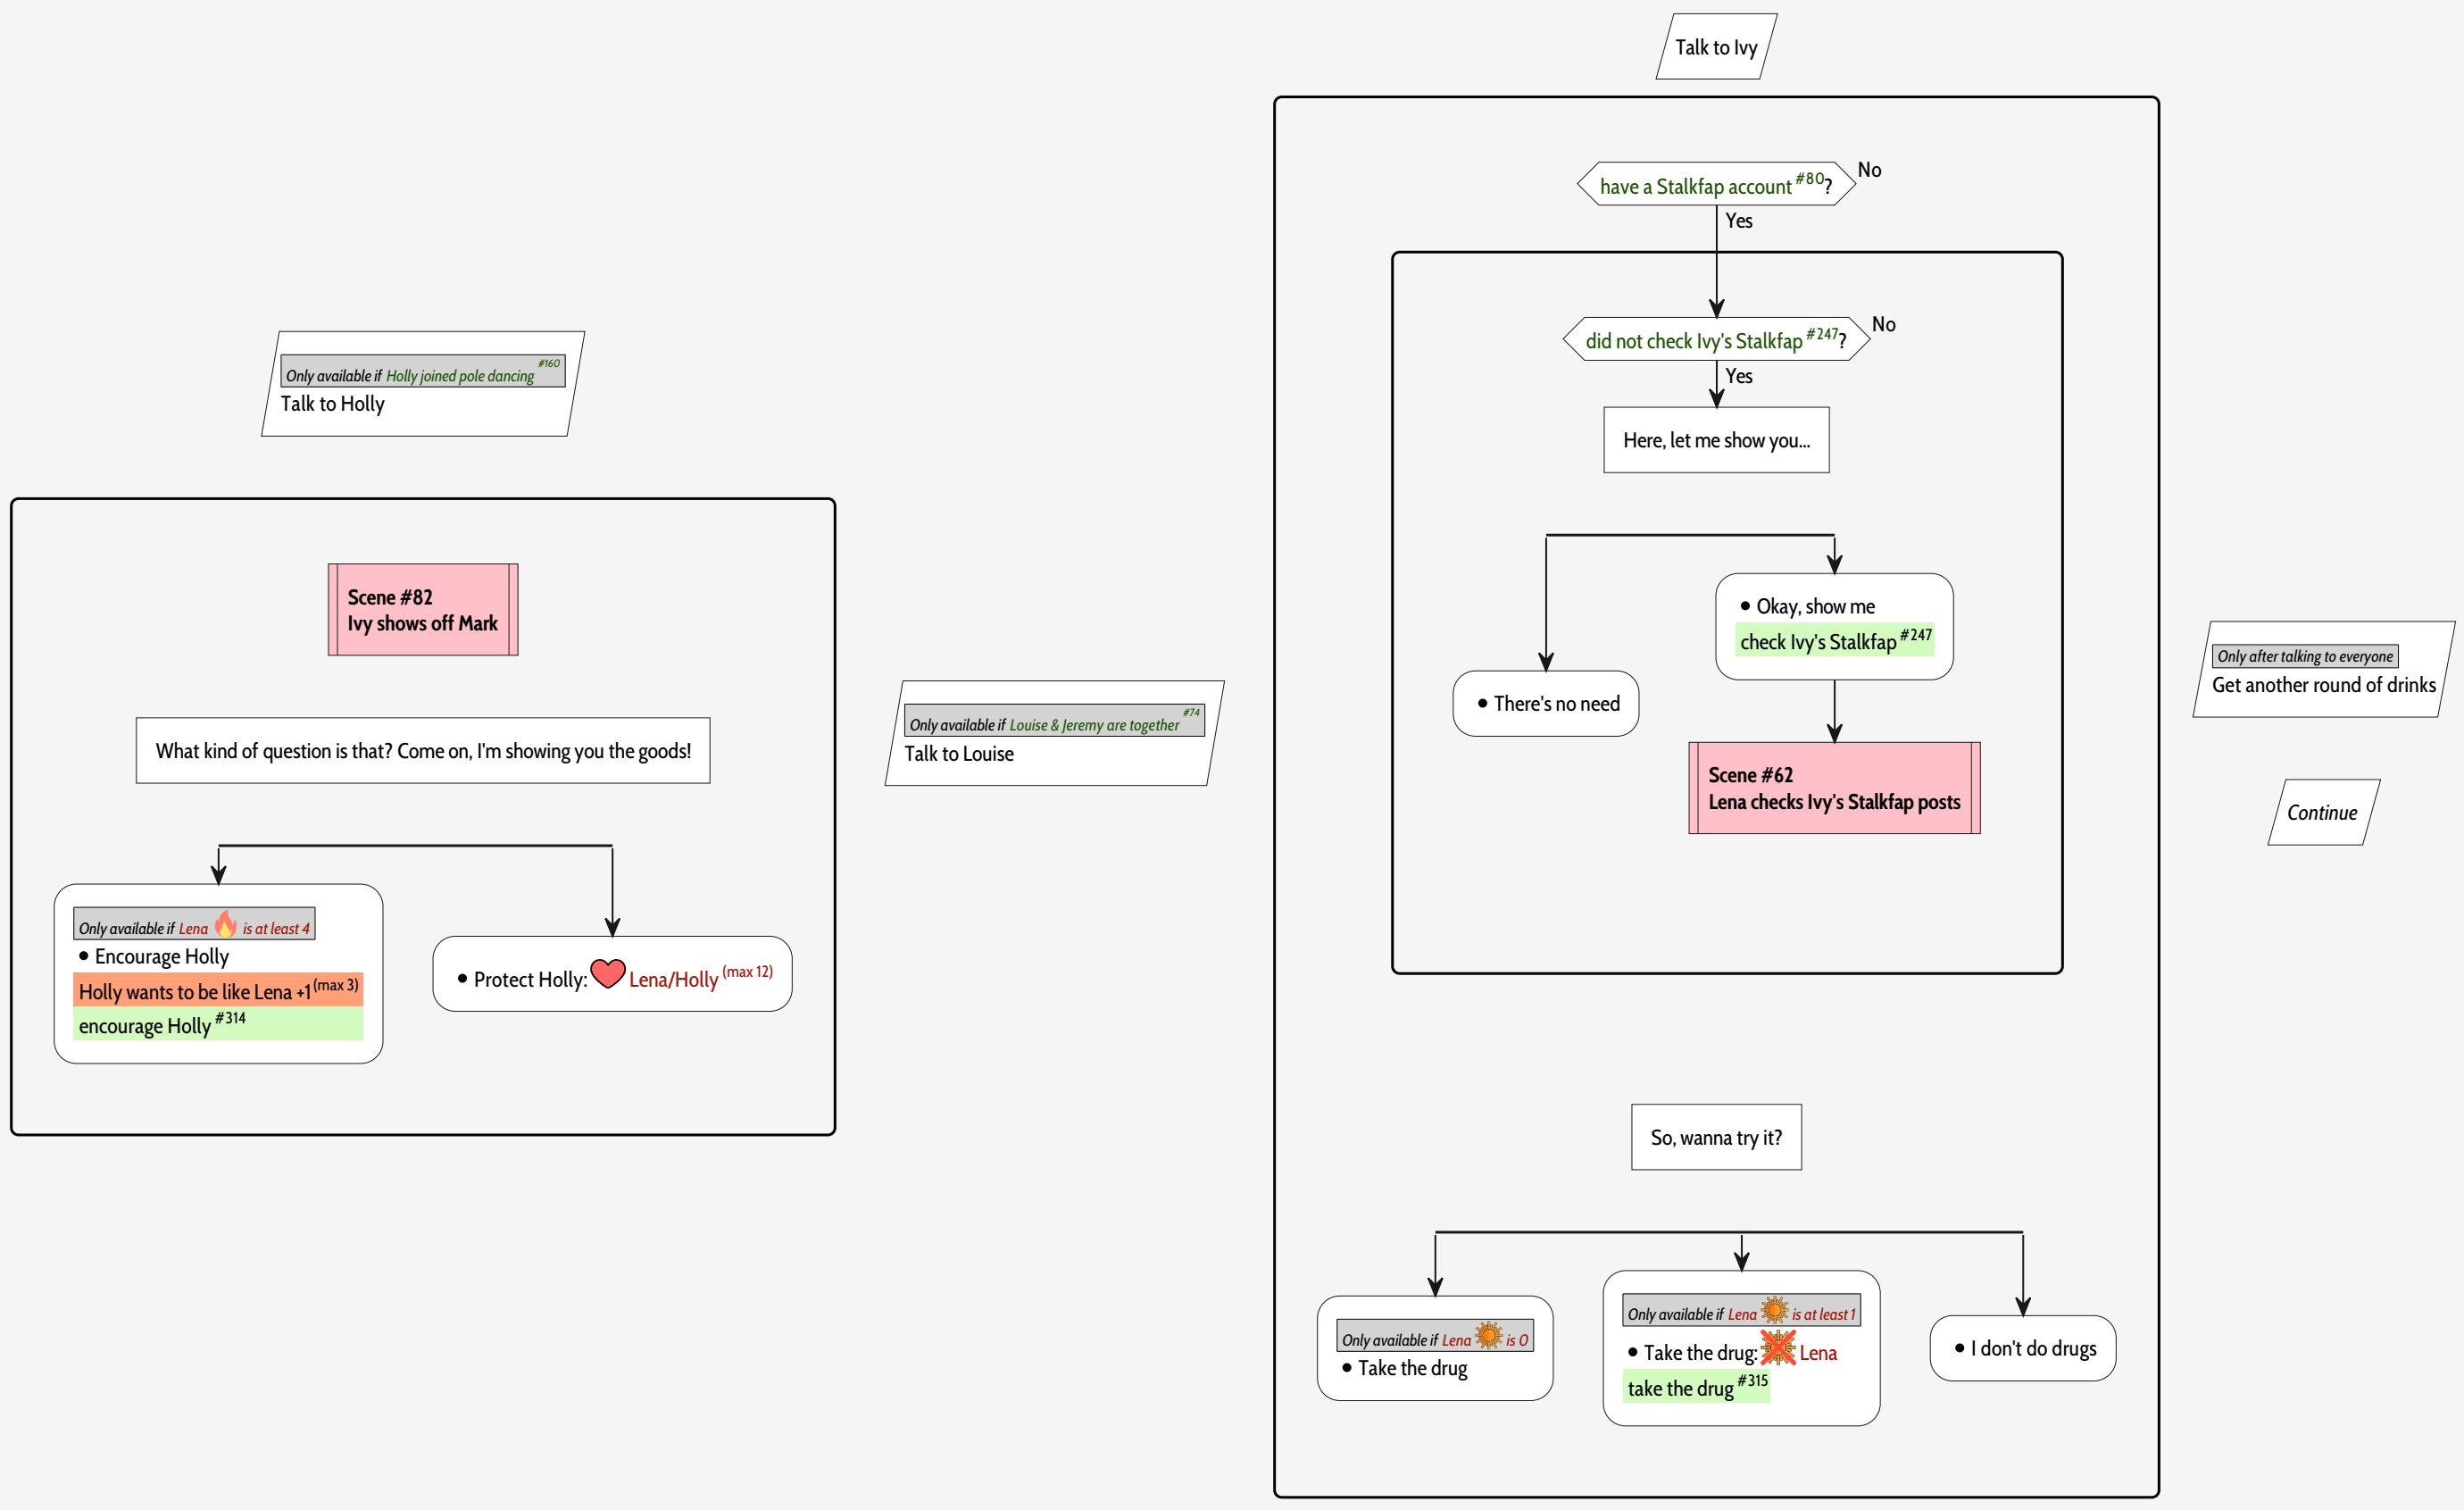 Talk to Ivy
have a Stalkfap account #80?
No
Yes
did not check Ivy's Stalkfap #247?
No
Yes
Here, let me show you...
• There's no need
• Okay, show me
check Ivy's Stalkfap #247
Scene #62
Lena checks Ivy's Stalkfap posts
So, wanna try it?
Only available if Lena is 0
• Take the drug
Only available if Lena is at least 1
• Take the drug: Lena
take the drug #315
• I don't do drugs
Only available if Holly joined pole dancing #160
Talk to Holly
Scene #82
Ivy shows off Mark
What kind of question is that? Come on, I'm showing you the goods!
Only available if Lena is at least 4
• Encourage Holly
Holly wants to be like Lena +1 (max 3)
encourage Holly #314
• Protect Holly: Lena/Holly (max 12)
Only available if Louise & Jeremy are together #74
Talk to Louise
Only after talking to everyone
Get another round of drinks
Continue